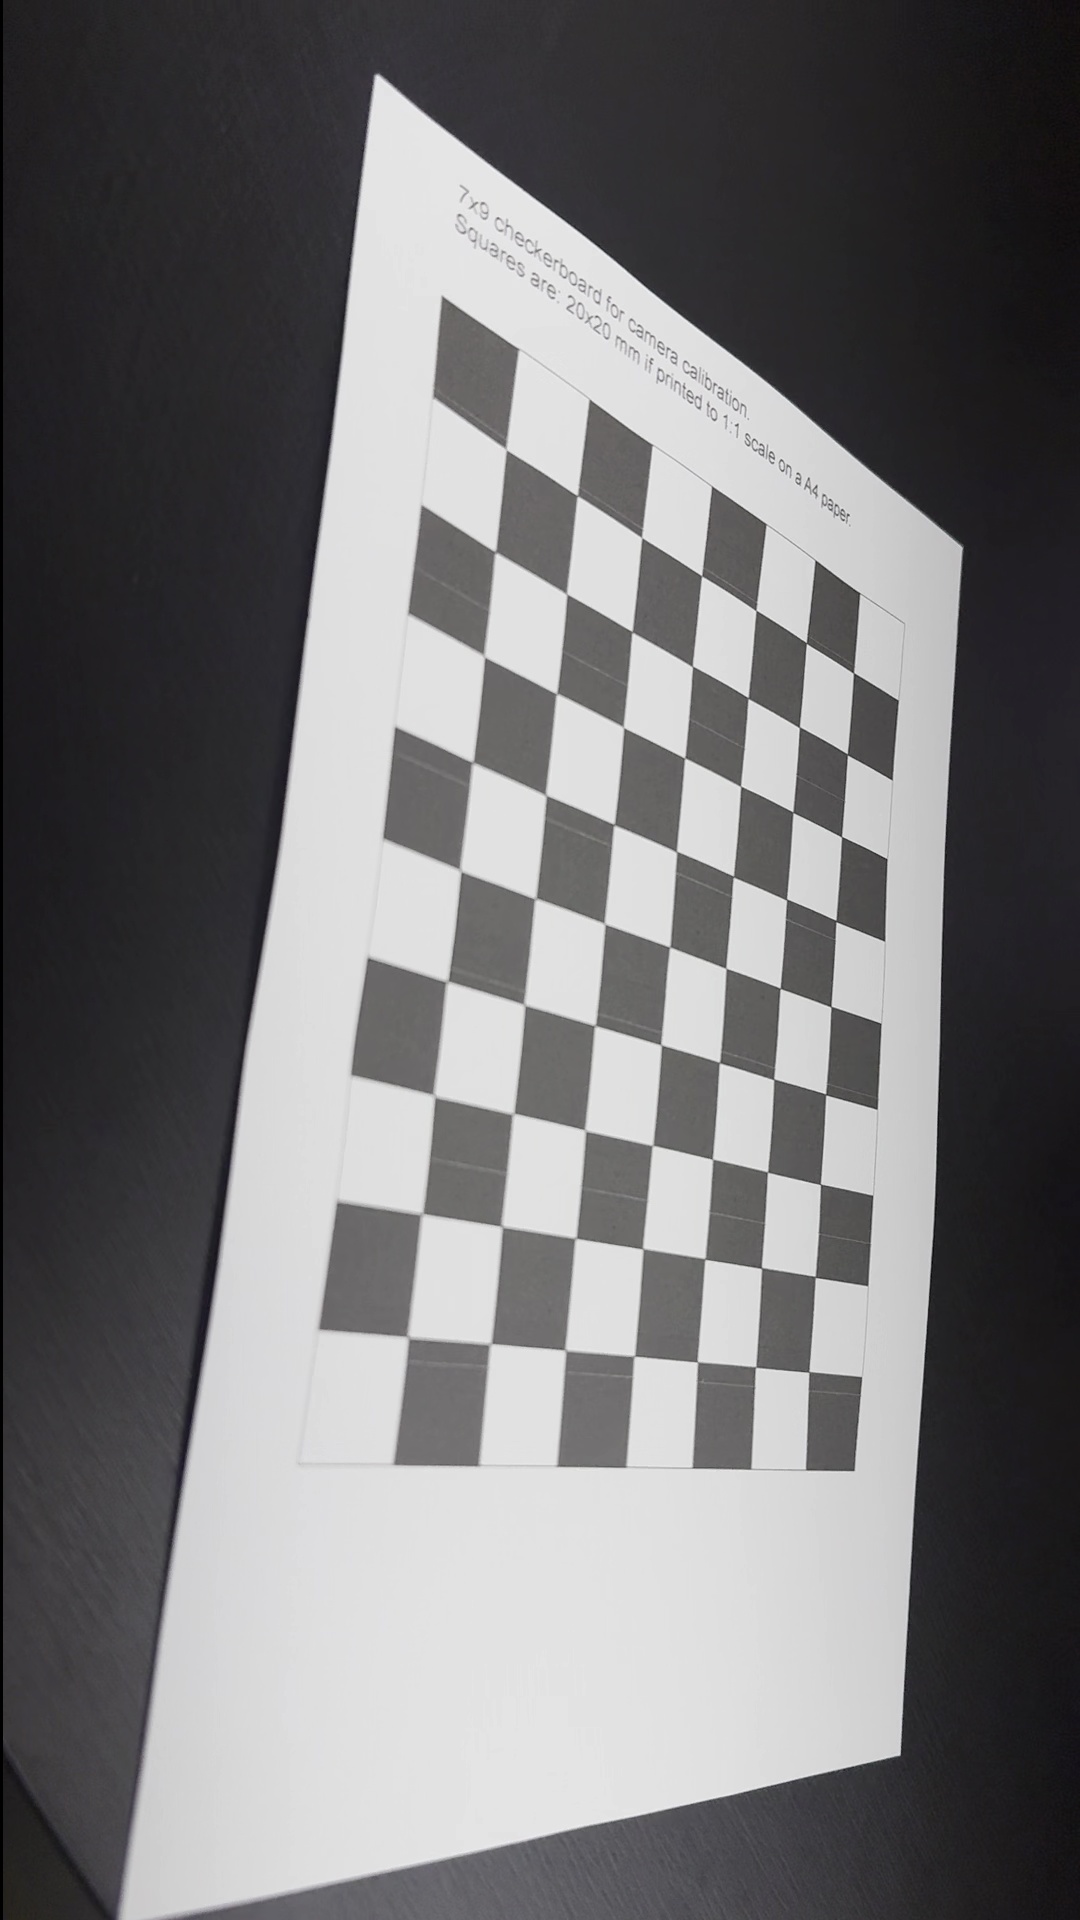 7x9 checkerboard for camera calibration.
Squares are: 20x20 mm if printed to 1:1 scale on a A4 paper.